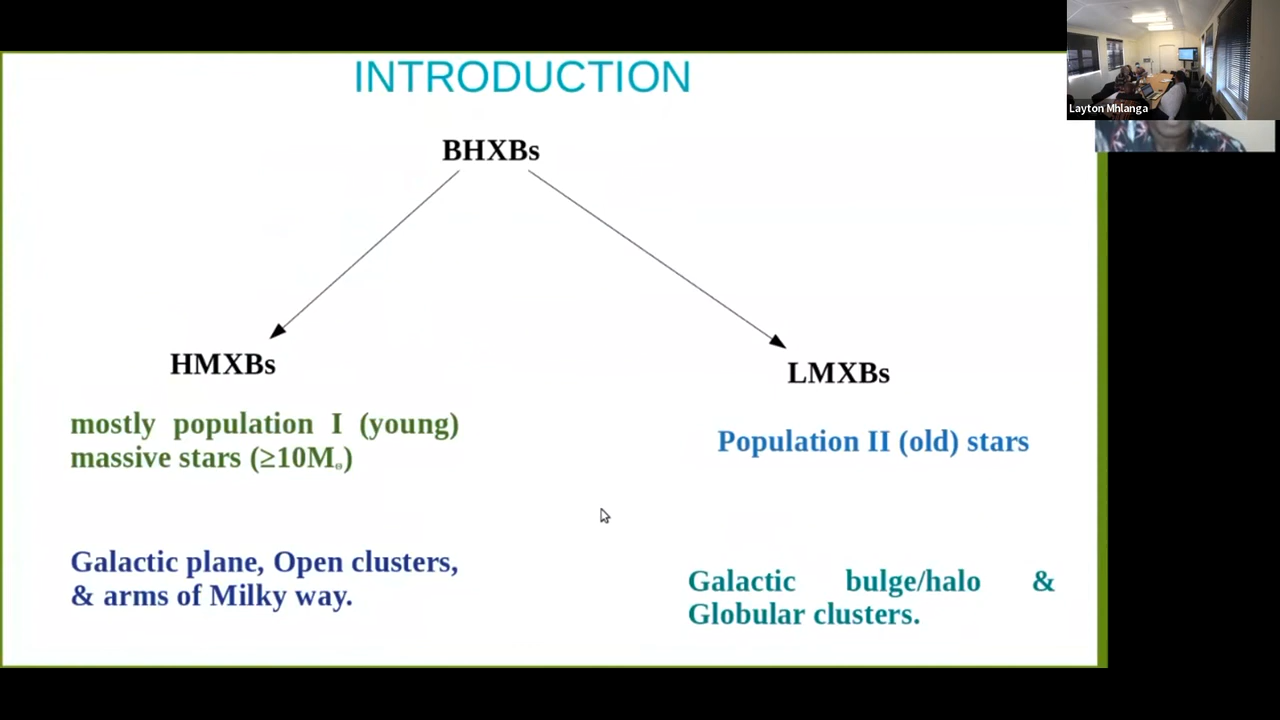 INTRODUCTION
BHXBs
HMXBs
LMXBs
mostly population I (young)
massive stars (≥10M⊙)
Population II (old) stars
Galactic plane, Open clusters,
& arms of Milky way.
Galactic bulge/halo &
Globular clusters.
Layton Mhlanga